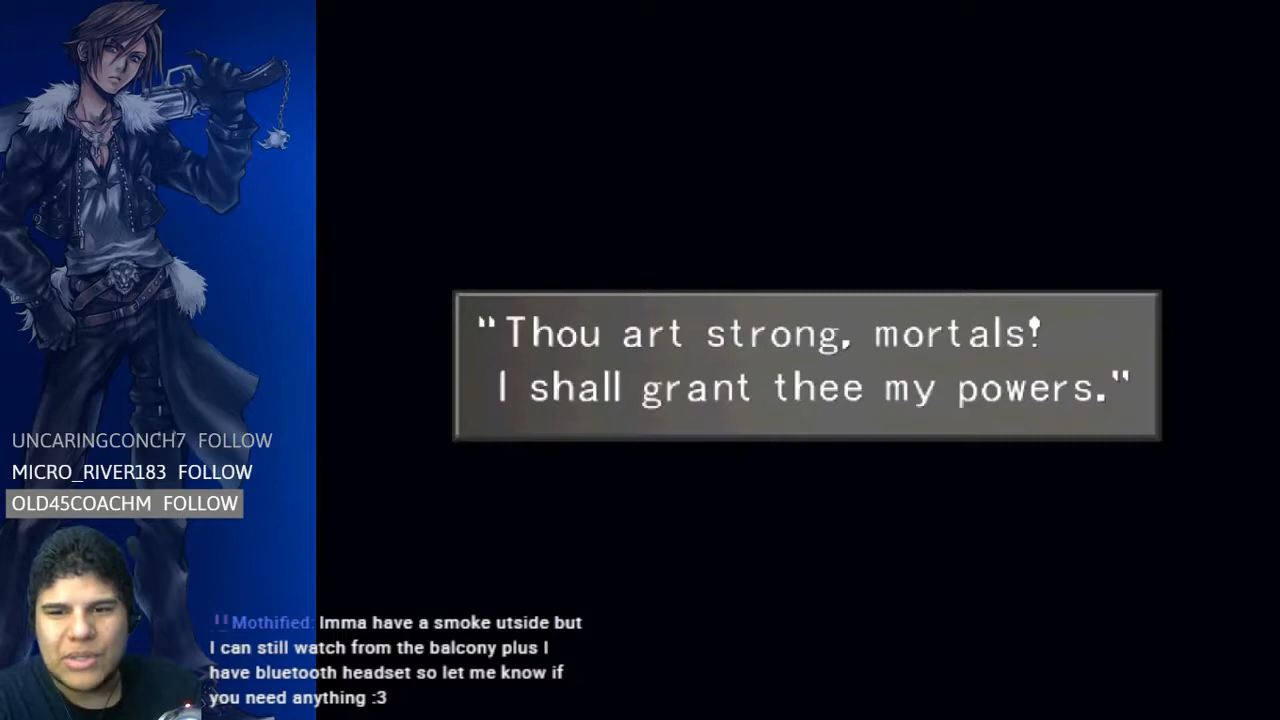 "Thou art strong, mortals!
I shall grant thee my powers."
UNCARINGCONCH7 FOLLOW
MICRO_RIVER183 FOLLOW
OLD45COACHM FOLLOW
Mothified: Imma have a smoke utside but
I can still watch from the balcony plus I
have bluetooth headset so let me know if
you need anything :3